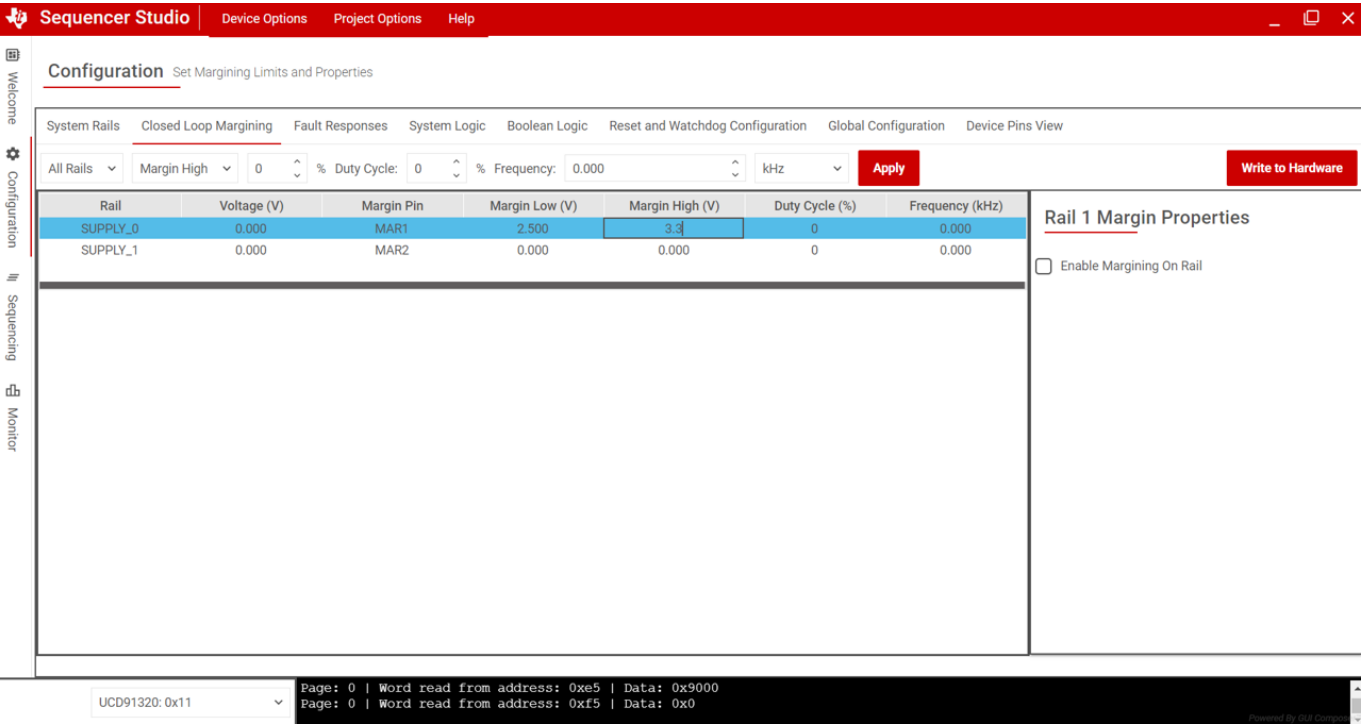 Sequencer Studio Device Options Project Options Help
Welcome
Configuration
Sequencing
Monitor
Configuration Set Margining Limits and Properties
System Rails Closed Loop Margining Fault Responses System Logic Boolean Logic Reset and Watchdog Configuration Global Configuration Device Pins View
All Rails Margin High 0 % Duty Cycle: 0 % Frequency: 0.000 kHz Apply Write to Hardware
Rail Voltage (V) Margin Pin Margin Low (V) Margin High (V) Duty Cycle (%) Frequency (kHz)
SUPPLY_0 0.000 MAR1 2.500 3.3 0 0.000
SUPPLY_1 0.000 MAR2 0.000 0.000 0 0.000
Rail 1 Margin Properties
Enable Margining On Rail
UCD91320: 0x11
Page: 0 | Word read from address: 0xe5 | Data: 0x9000
Page: 0 | Word read from address: 0xf5 | Data: 0x0
Powered By GUI